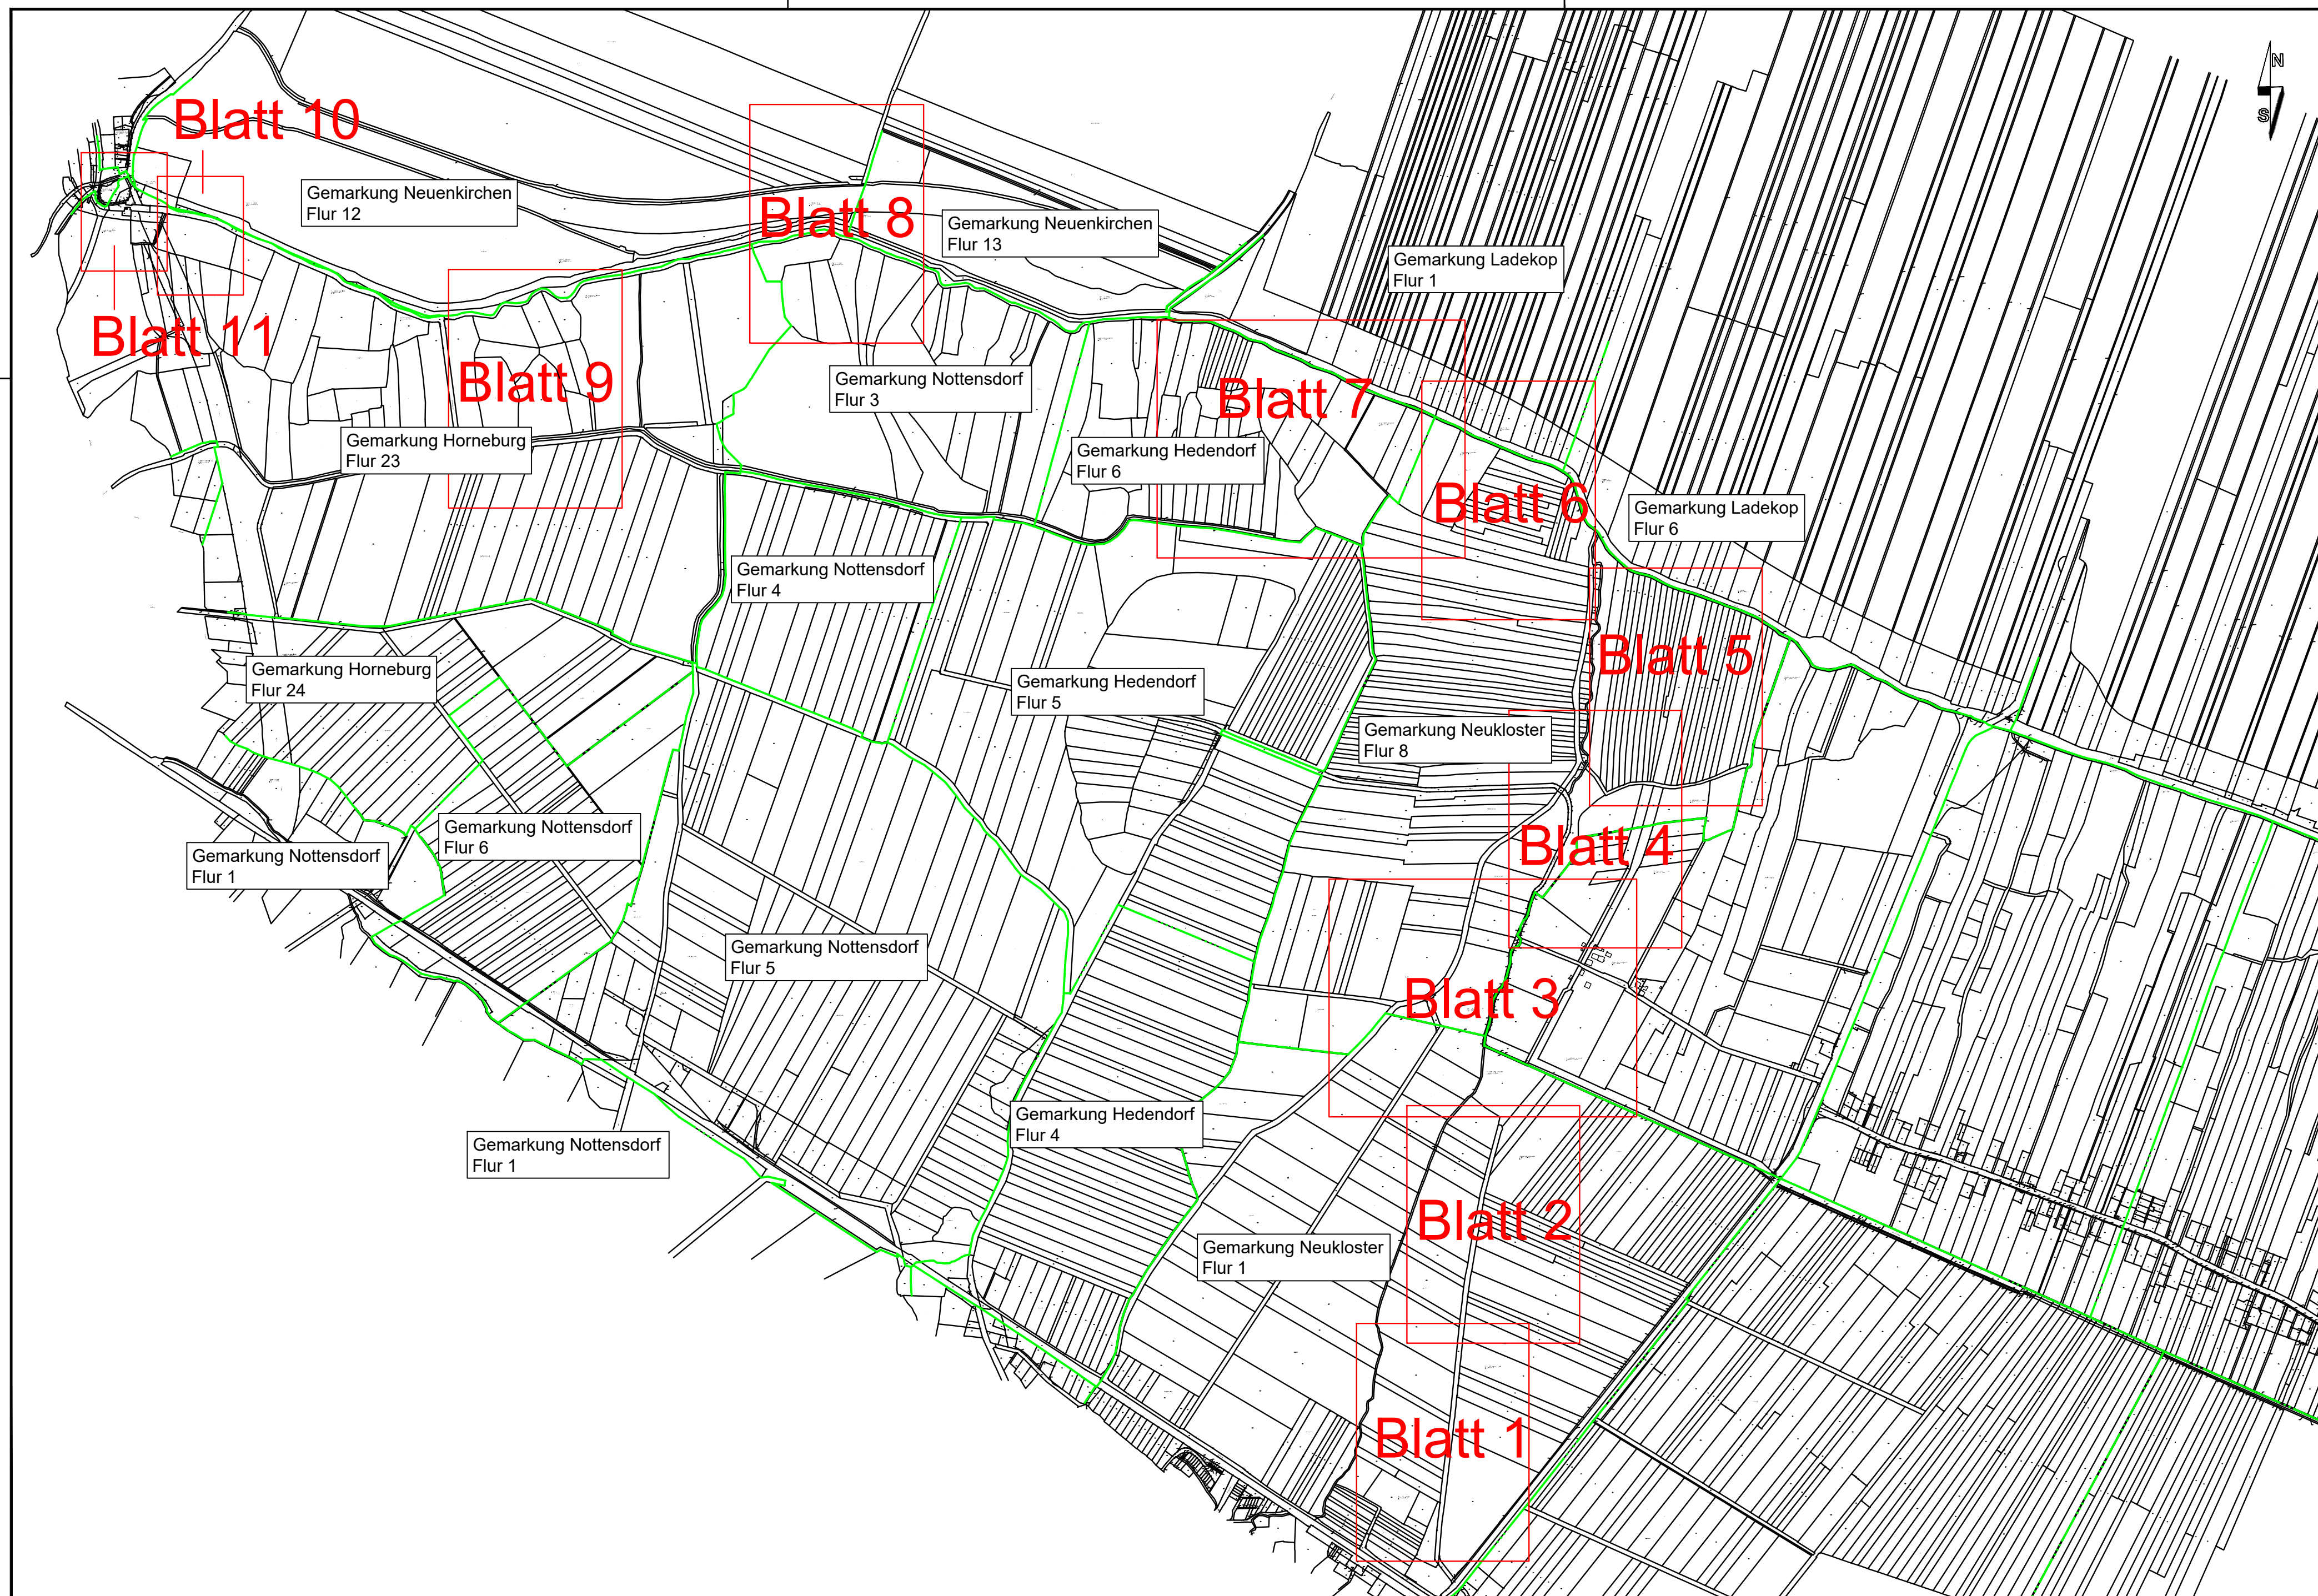 N
S
Blatt 10
Gemarkung Neuenkirchen
Flur 12
Blatt 8
Gemarkung Neuenkirchen
Flur 13
Gemarkung Ladekop
Flur 1
Blatt 11
Blatt 9
Gemarkung Nottensdorf
Flur 3
Blatt 7
Gemarkung Horneburg
Flur 23
Gemarkung Hedendorf
Flur 6
Blatt 6
Gemarkung Ladekop
Flur 6
Gemarkung Nottensdorf
Flur 4
Blatt 5
Gemarkung Horneburg
Flur 24
Gemarkung Hedendorf
Flur 5
Gemarkung Neukloster
Flur 8
Gemarkung Nottensdorf
Flur 6
Blatt 4
Gemarkung Nottensdorf
Flur 1
Gemarkung Nottensdorf
Flur 5
Blatt 3
Gemarkung Hedendorf
Flur 4
Gemarkung Nottensdorf
Flur 1
Blatt 2
Gemarkung Neukloster
Flur 1
Blatt 1